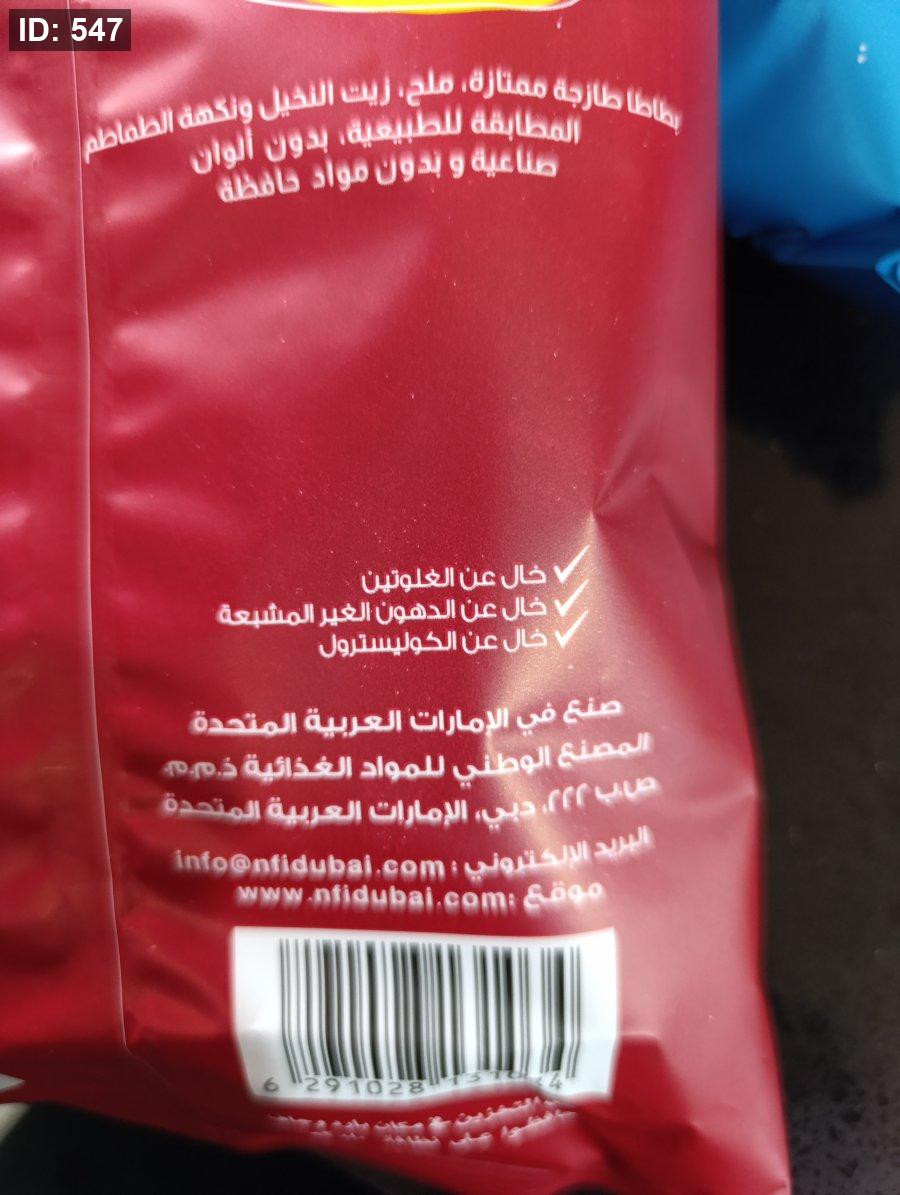 ID: 547
بطاطا طازجة ممتازة، ملح، زيت النخيل ونكهة الطماطم
المطابقة للطبيعية، بدون ألوان
صناعية و بدون مواد حافظة
خال عن الغلوتين
خال عن الدهون الغير المشبعة
خال عن الكوليسترول
صنع في الإمارات العربية المتحدة
المصنع الوطني للمواد الغذائية ذ.م.م.
ص.ب ٢٢٢، دبي، الإمارات العربية المتحدة
البريد الإلكتروني : info@nfidubai.com
موقع :www.nfidubai.com
6 291028